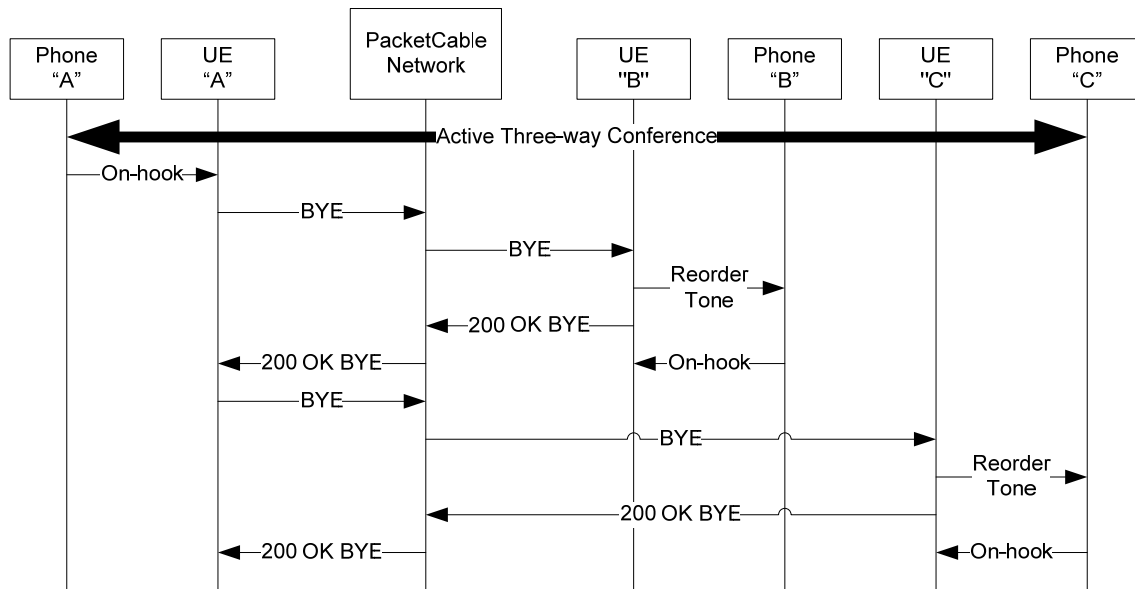 Phone
“A”
UE
“A”
PacketCable
Network
UE
"B"
Phone
“B”
UE
"C"
Phone
“C”
Active Three-way Conference
On-hook
BYE
BYE
Reorder
Tone
200 OK BYE
200 OK BYE
On-hook
BYE
BYE
Reorder
Tone
200 OK BYE
200 OK BYE
On-hook